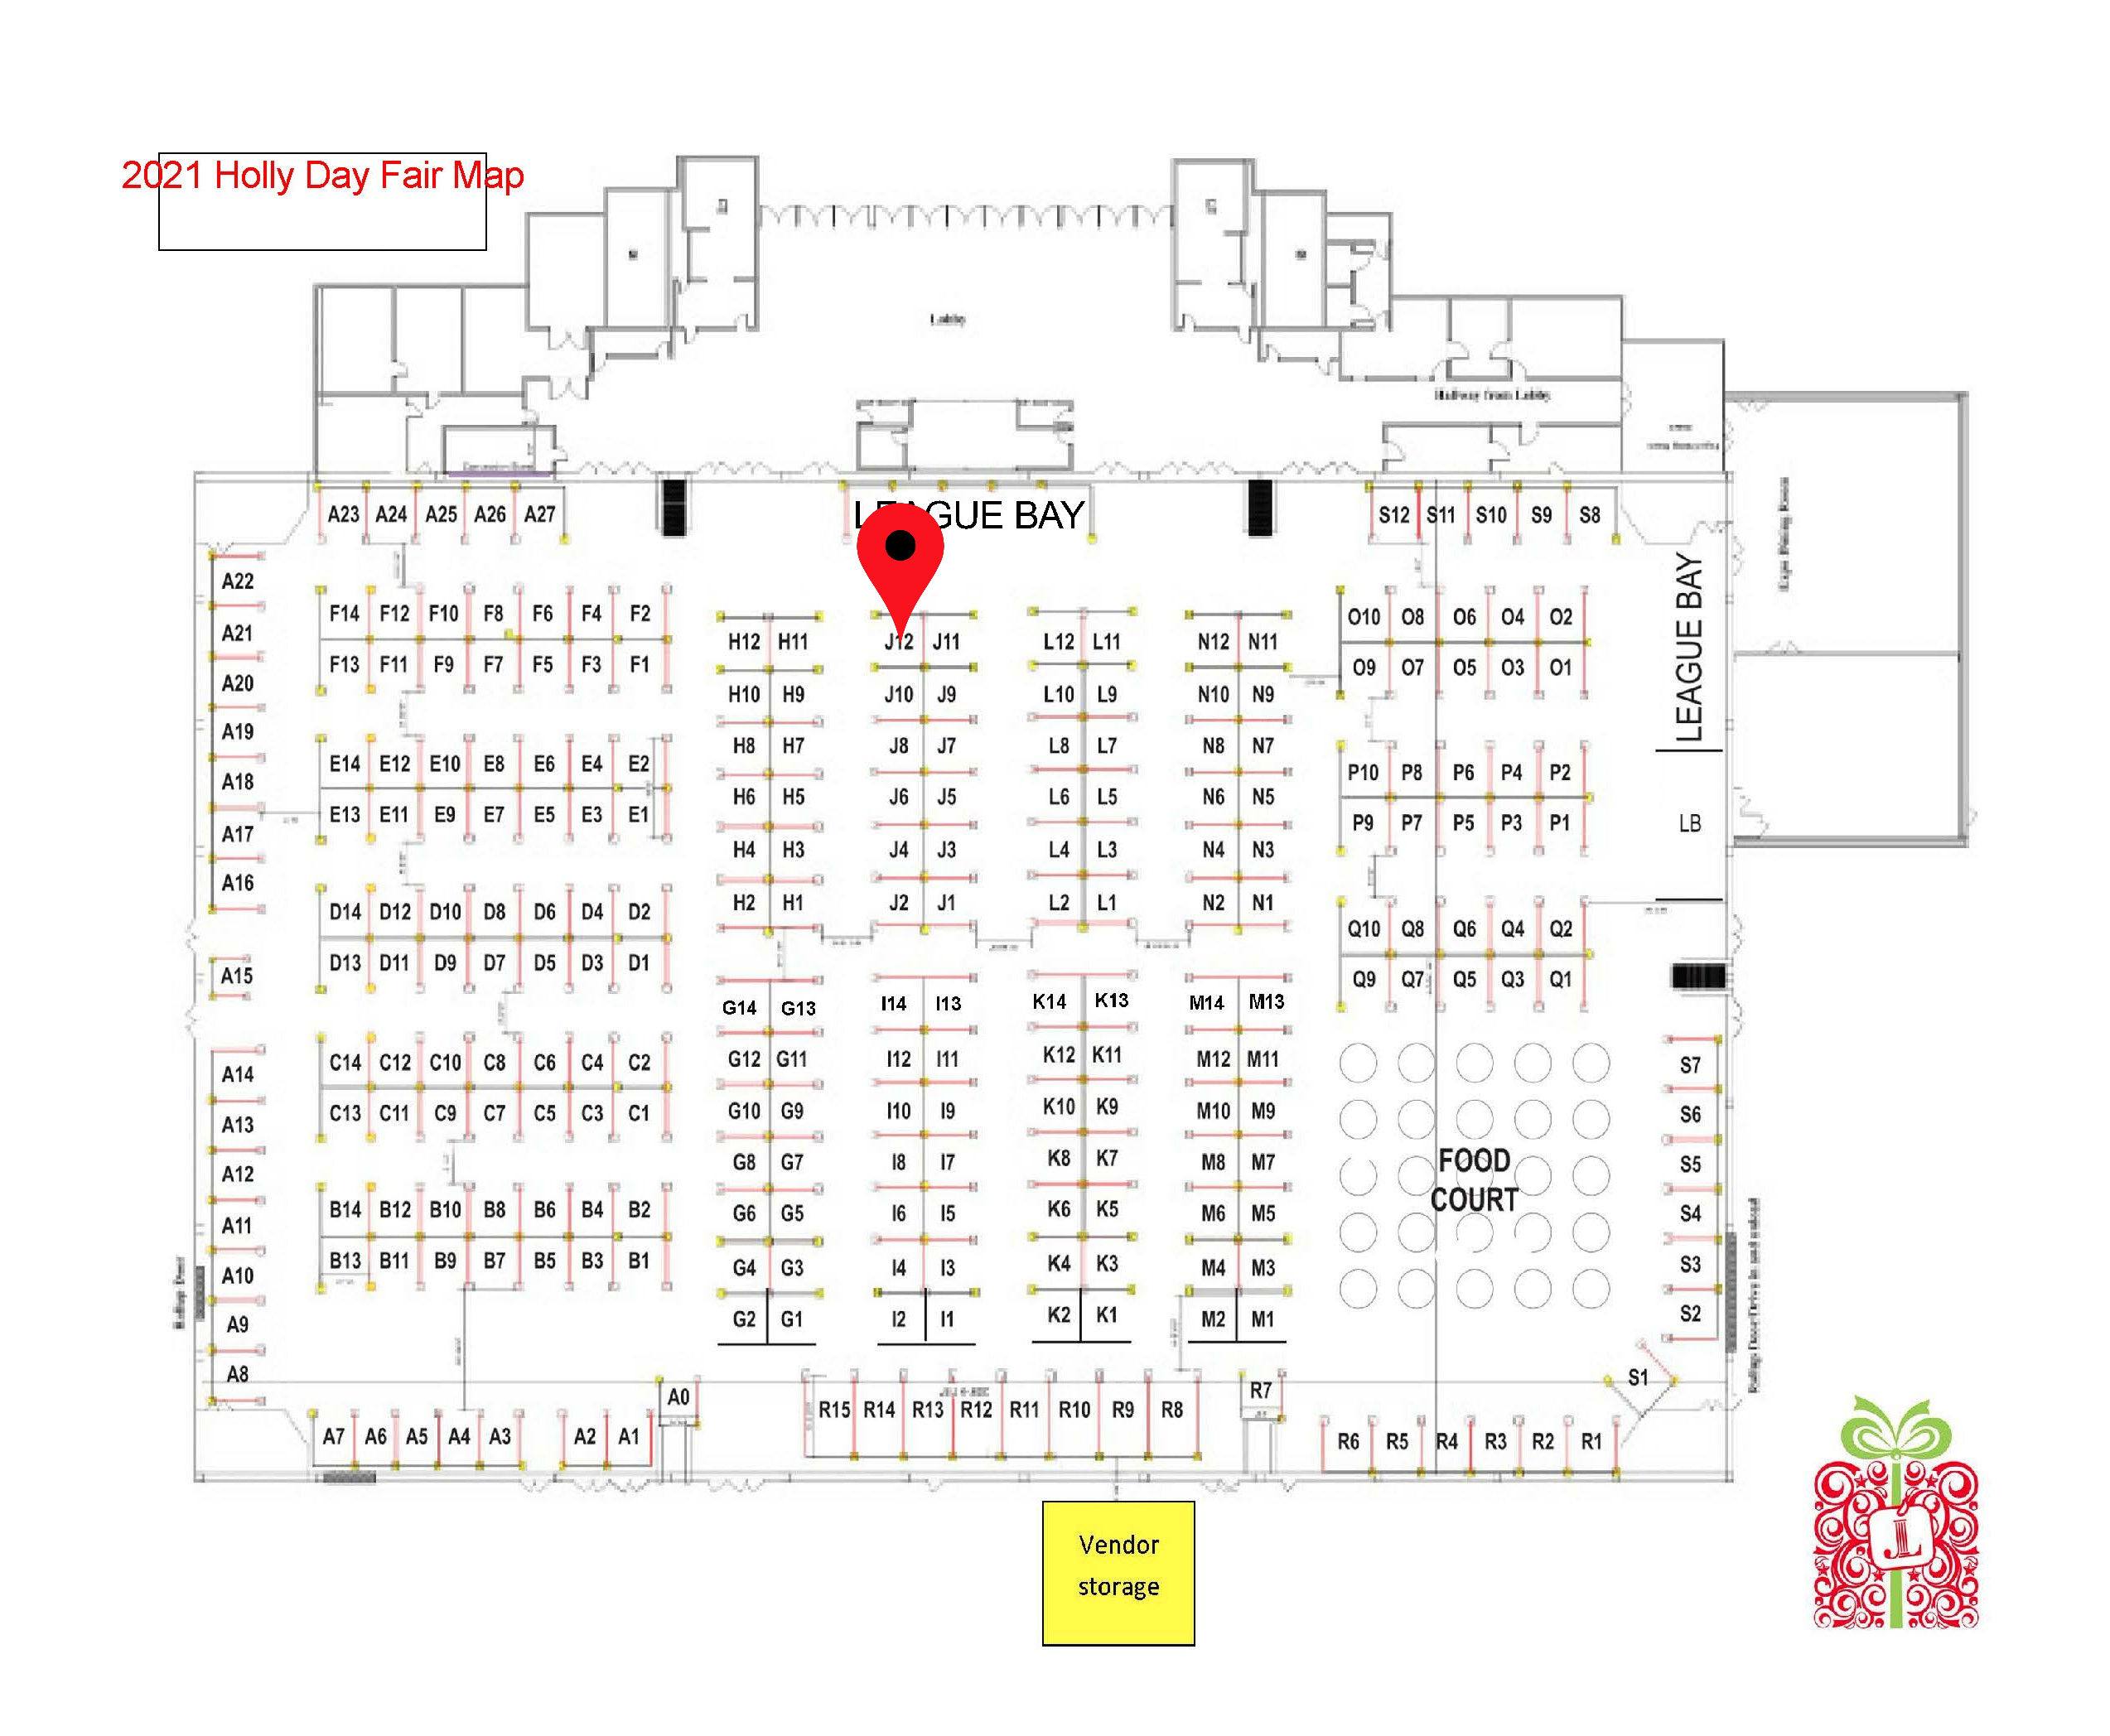 2021 Holly Day Fair Map
Lobby
Hallway from Lobby
LEAGUE BAY
A23 A24 A25 A26 A27
S12 S11 S10 S9 S8
A22
A21
A20
A19
A18
A17
A16
A15
A14
A13
A12
A11
A10
A9
A8
F14 F12 F10 F8 F6 F4 F2
F13 F11 F9 F7 F5 F3 F1
E14 E12 E10 E8 E6 E4 E2
E13 E11 E9 E7 E5 E3 E1
D14 D12 D10 D8 D6 D4 D2
D13 D11 D9 D7 D5 D3 D1
C14 C12 C10 C8 C6 C4 C2
C13 C11 C9 C7 C5 C3 C1
B14 B12 B10 B8 B6 B4 B2
B13 B11 B9 B7 B5 B3 B1
H12 H11
H10 H9
H8 H7
H6 H5
H4 H3
H2 H1
G14 G13
G12 G11
G10 G9
G8 G7
G6 G5
G4 G3
G2 G1
J12 J11
J10 J9
J8 J7
J6 J5
J4 J3
J2 J1
I14 I13
I12 I11
I10 I9
I8 I7
I6 I5
I4 I3
I2 I1
L12 L11
L10 L9
L8 L7
L6 L5
L4 L3
L2 L1
K14 K13
K12 K11
K10 K9
K8 K7
K6 K5
K4 K3
K2 K1
N12 N11
N10 N9
N8 N7
N6 N5
N4 N3
N2 N1
M14 M13
M12 M11
M10 M9
M8 M7
M6 M5
M4 M3
M2 M1
O10 O8 O6 O4 O2
O9 O7 O5 O3 O1
P10 P8 P6 P4 P2
P9 P7 P5 P3 P1
Q10 Q8 Q6 Q4 Q2
Q9 Q7 Q5 Q3 Q1
LEAGUE BAY
LB
FOOD
COURT
S7
S6
S5
S4
S3
S2
S1
A7 A6 A5 A4 A3 A2 A1
A0
R15 R14 R13 R12 R11 R10 R9 R8
R7
R6 R5 R4 R3 R2 R1
Vendor
storage
JL